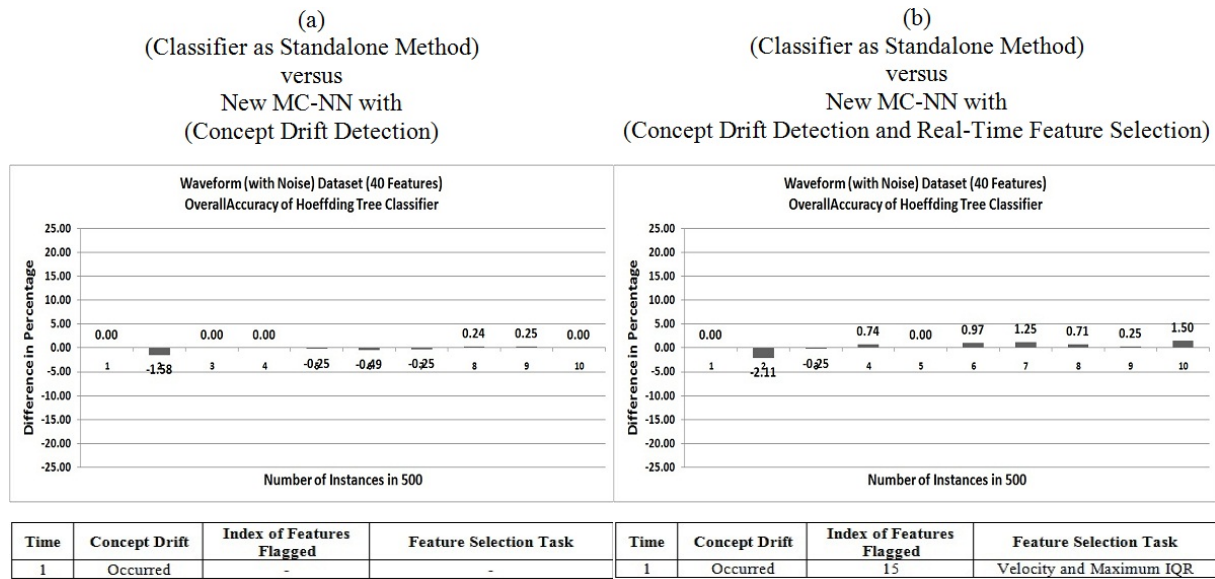 (a)
(Classifier as Standalone Method)
versus
New MC-NN with
(Concept Drift Detection)
Waveform (with Noise) Dataset (40 Features)
OverallAccuracy of Hoeffding Tree Classifier
Difference in Percentage
25.00
20.00
15.00
10.00
5.00
0.00
-5.00
-10.00
-15.00
-20.00
-25.00
0.00 -1.58 0.00 0.00 -0.25 -0.49 -0.25 0.24 0.25 0.00
1 2 3 4 5 6 7 8 9 10
Number of Instances in 500
Time Concept Drift Index of Features Flagged Feature Selection Task
1 Occurred - -
(b)
(Classifier as Standalone Method)
versus
New MC-NN with
(Concept Drift Detection and Real-Time Feature Selection)
Waveform (with Noise) Dataset (40 Features)
OverallAccuracy of Hoeffding Tree Classifier
Difference in Percentage
25.00
20.00
15.00
10.00
5.00
0.00
-5.00
-10.00
-15.00
-20.00
-25.00
0.00 -2.11 -0.25 0.74 0.00 0.97 1.25 0.71 0.25 1.50
1 2 3 4 5 6 7 8 9 10
Number of Instances in 500
Time Concept Drift Index of Features Flagged Feature Selection Task
1 Occurred 15 Velocity and Maximum IQR